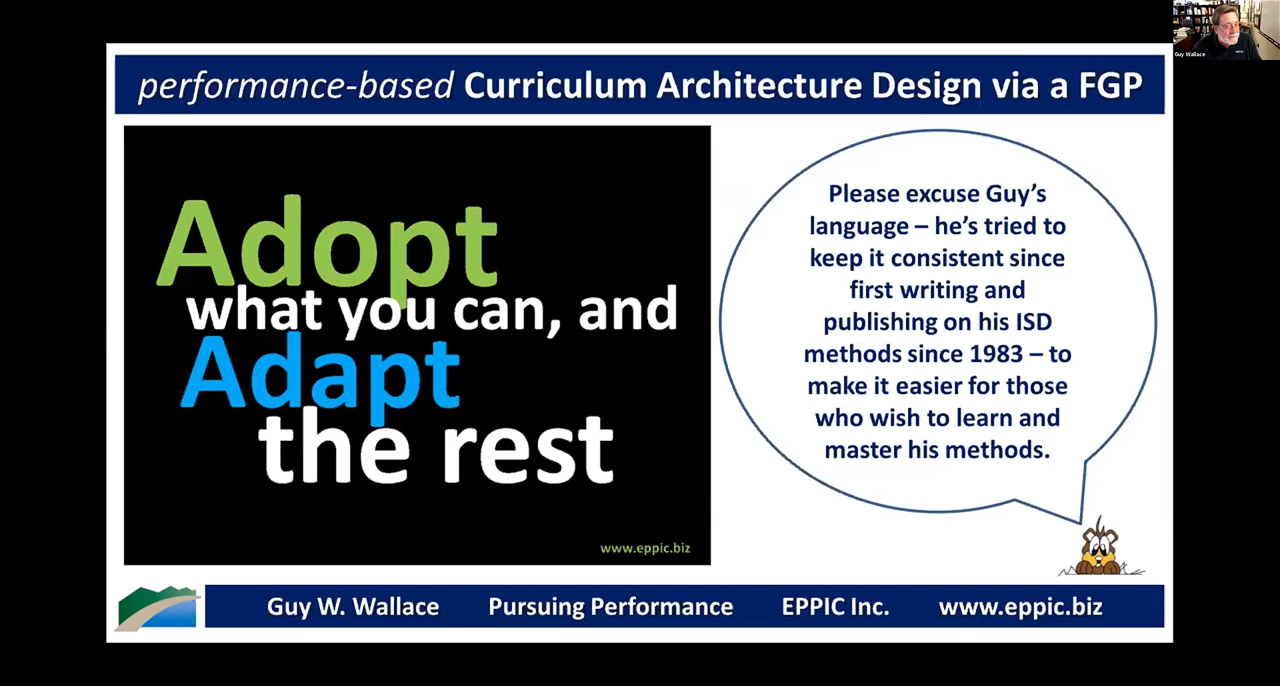 Guy Wallace
performance-based Curriculum Architecture Design via a FGP
Adopt
what you can, and
Adapt
the rest
www.eppic.biz
Please excuse Guy’s
language – he’s tried to
keep it consistent since
first writing and
publishing on his ISD
methods since 1983 – to
make it easier for those
who wish to learn and
master his methods.
Guy W. Wallace Pursuing Performance EPPIC Inc. www.eppic.biz